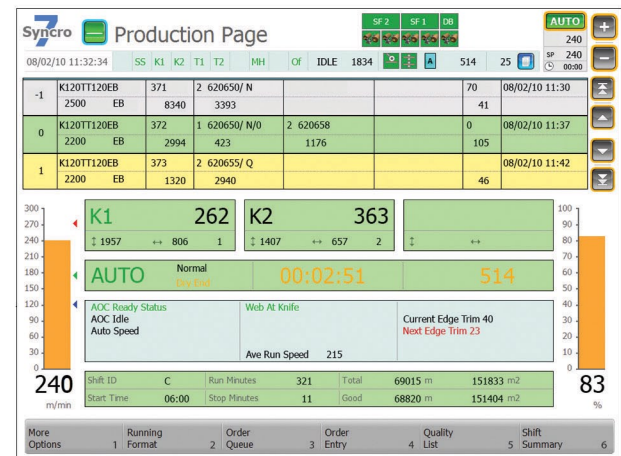 Syncro 7 Production Page
SF 2 SF 1 DB
AUTO
240
08/02/10 11:32:34 SS K1 K2 T1 T2 MH Of IDLE 1834 A 514 25
SP 240
00:00
-1 K120TT120EB 371 2 620650/ N 70 08/02/10 11:30
2500 EB 8340 3393 41
0 K120TT120EB 372 1 620650/ N/0 2 620658 0 08/02/10 11:37
2200 EB 2994 423 1176 105
1 K120TT120EB 373 2 620655/ Q 08/02/10 11:42
2200 EB 1320 2940 46
300
270
240
210
180
150
120
90
60
30
0
240
m/min
K1 262
1957 806 1
K2 363
1407 657 2
AUTO Normal 00:02:51 514
Dry End
AOC Ready Status
AOC Idle
Auto Speed
Web At Knife
Ave Run Speed 215
Current Edge Trim 40
Next Edge Trim 23
Shift ID C Run Minutes 321 Total 69015 m 151833 m2
Start Time 06:00 Stop Minutes 11 Good 68820 m 151404 m2
100
90
80
70
60
50
40
30
20
10
0
83
%
More Options 1
Running Format 2
Order Queue 3
Order Entry 4
Quality List 5
Shift Summary 6